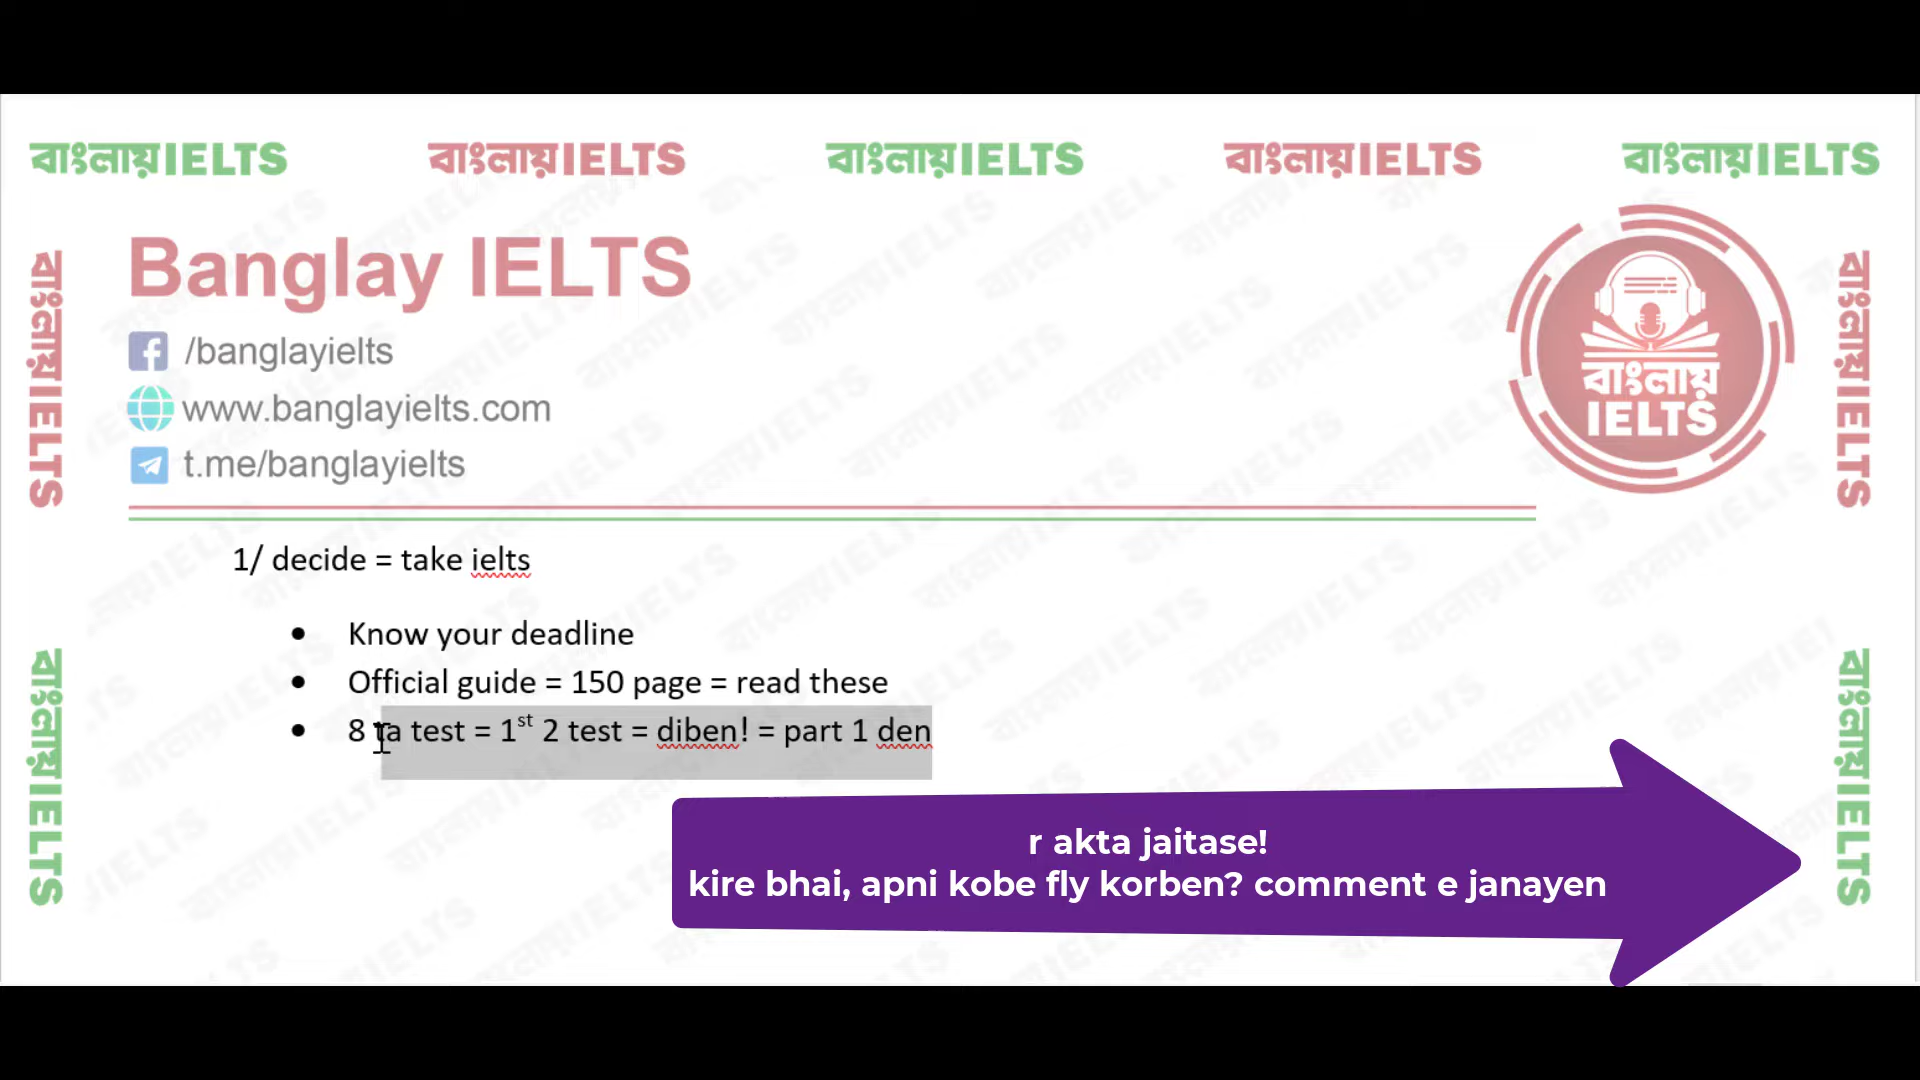 বাংলায়IELTS বাংলায়IELTS বাংলায়IELTS বাংলায়IELTS বাংলায়IELTS
Banglay IELTS
/banglayielts
www.banglayielts.com
t.me/banglayielts
বাংলায়
IELTS
বাংলায়IELTS
বাংলায়IELTS
বাংলায়IELTS
বাংলায়IELTS
1/ decide = take ielts
• Know your deadline
• Official guide = 150 page = read these
• 8 ta test = 1st 2 test = diben! = part 1 den
r akta jaitase!
kire bhai, apni kobe fly korben? comment e janayen